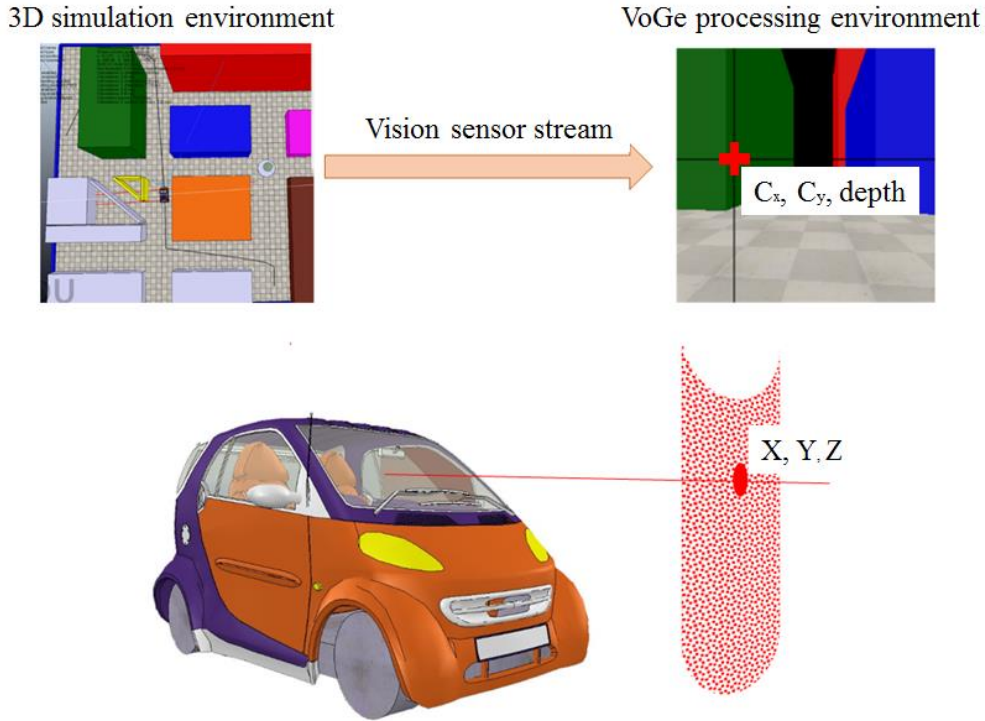 3D simulation environment
VoGe processing environment
Vision sensor stream
Cx, Cy, depth
X, Y, Z